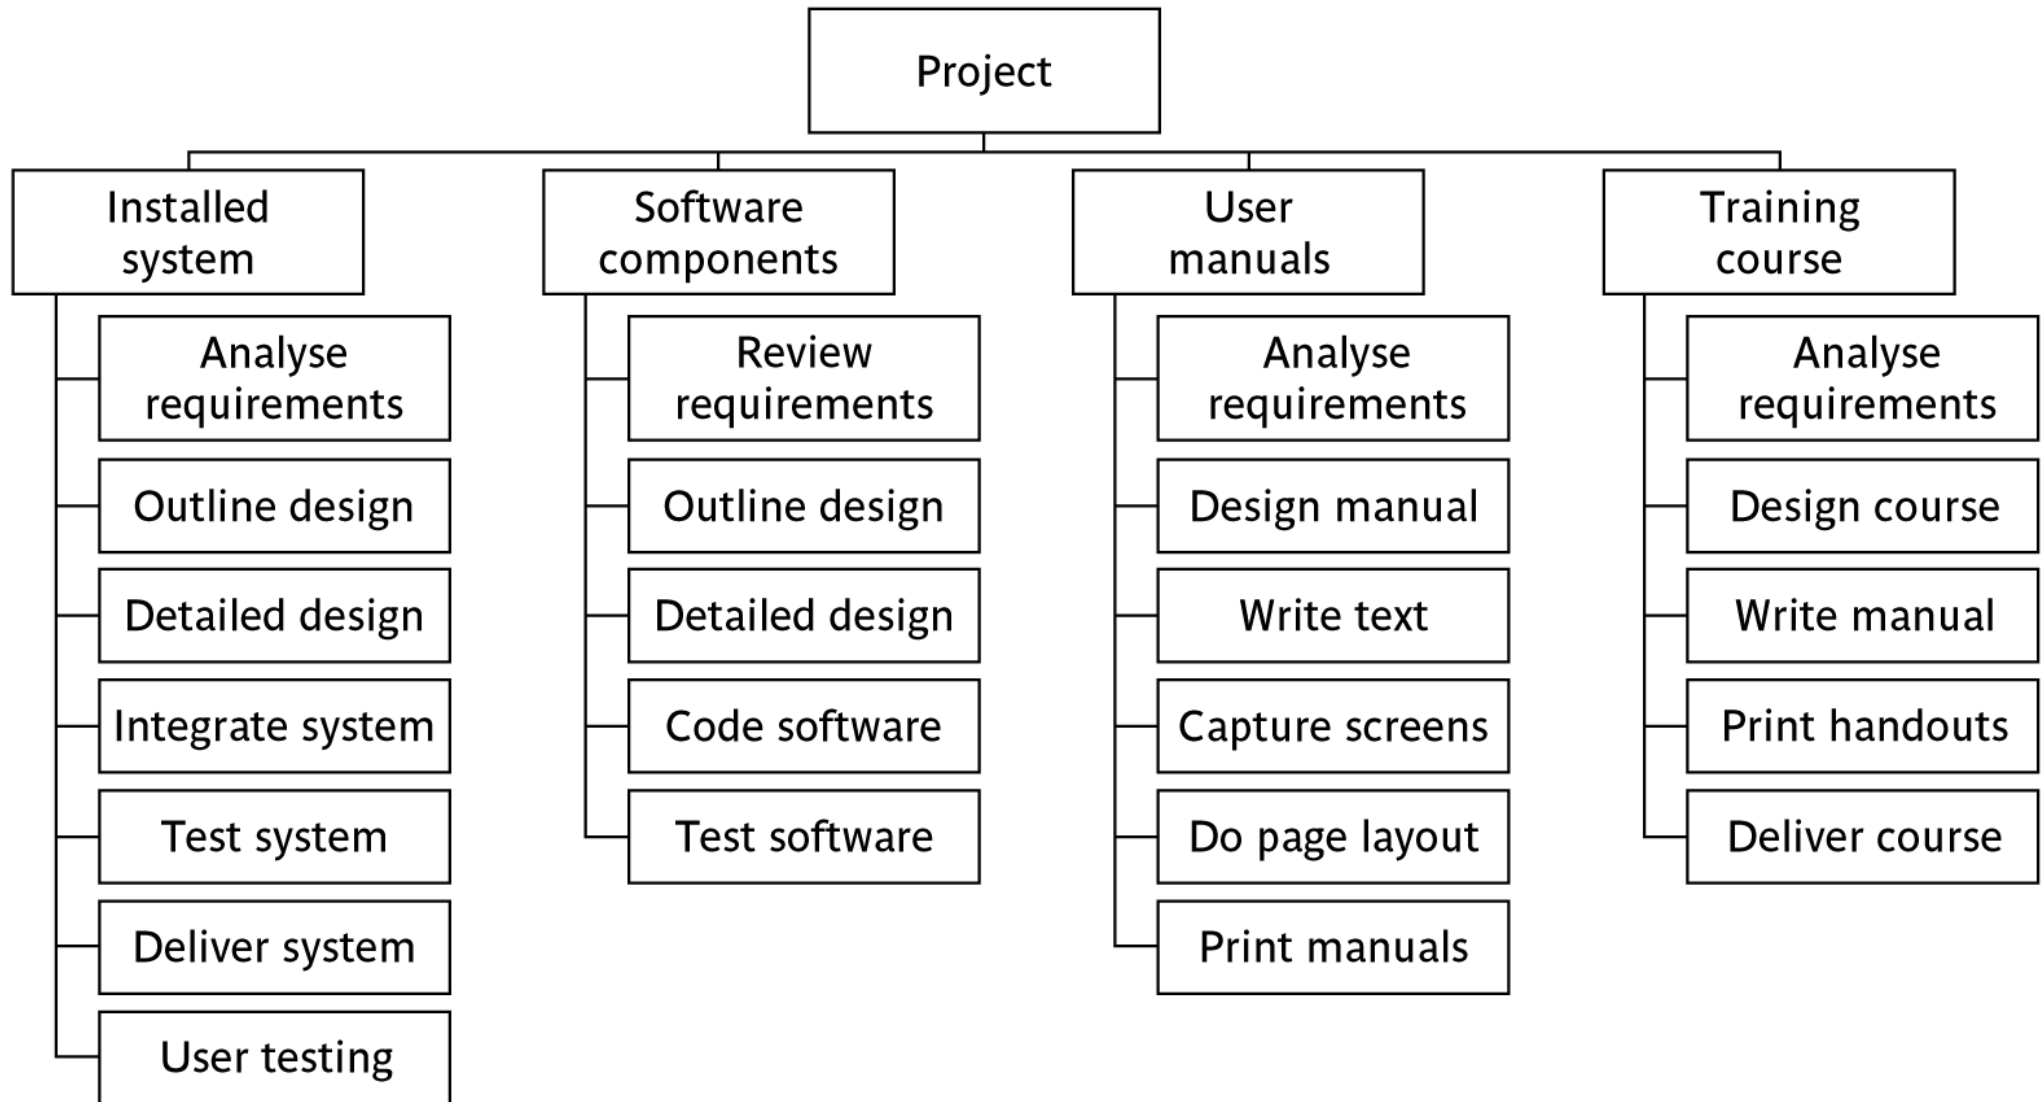 Project
Installed
system
Analyse
requirements
Outline design
Detailed design
Integrate system
Test system
Deliver system
User testing
Software
components
Review
requirements
Outline design
Detailed design
Code software
Test software
User
manuals
Analyse
requirements
Design manual
Write text
Capture screens
Do page layout
Print manuals
Training
course
Analyse
requirements
Design course
Write manual
Print handouts
Deliver course